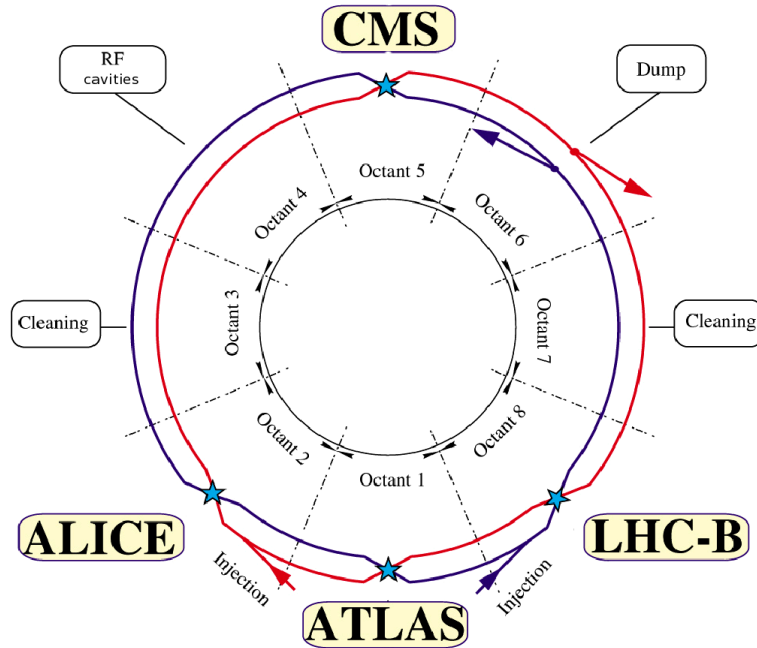 CMS
RF
cavities
Dump
Octant 5
Octant 4
Octant 6
Cleaning
Octant 3
Octant 7
Cleaning
Octant 2
Octant 8
Octant 1
ALICE
LHC-B
Injection
Injection
ATLAS